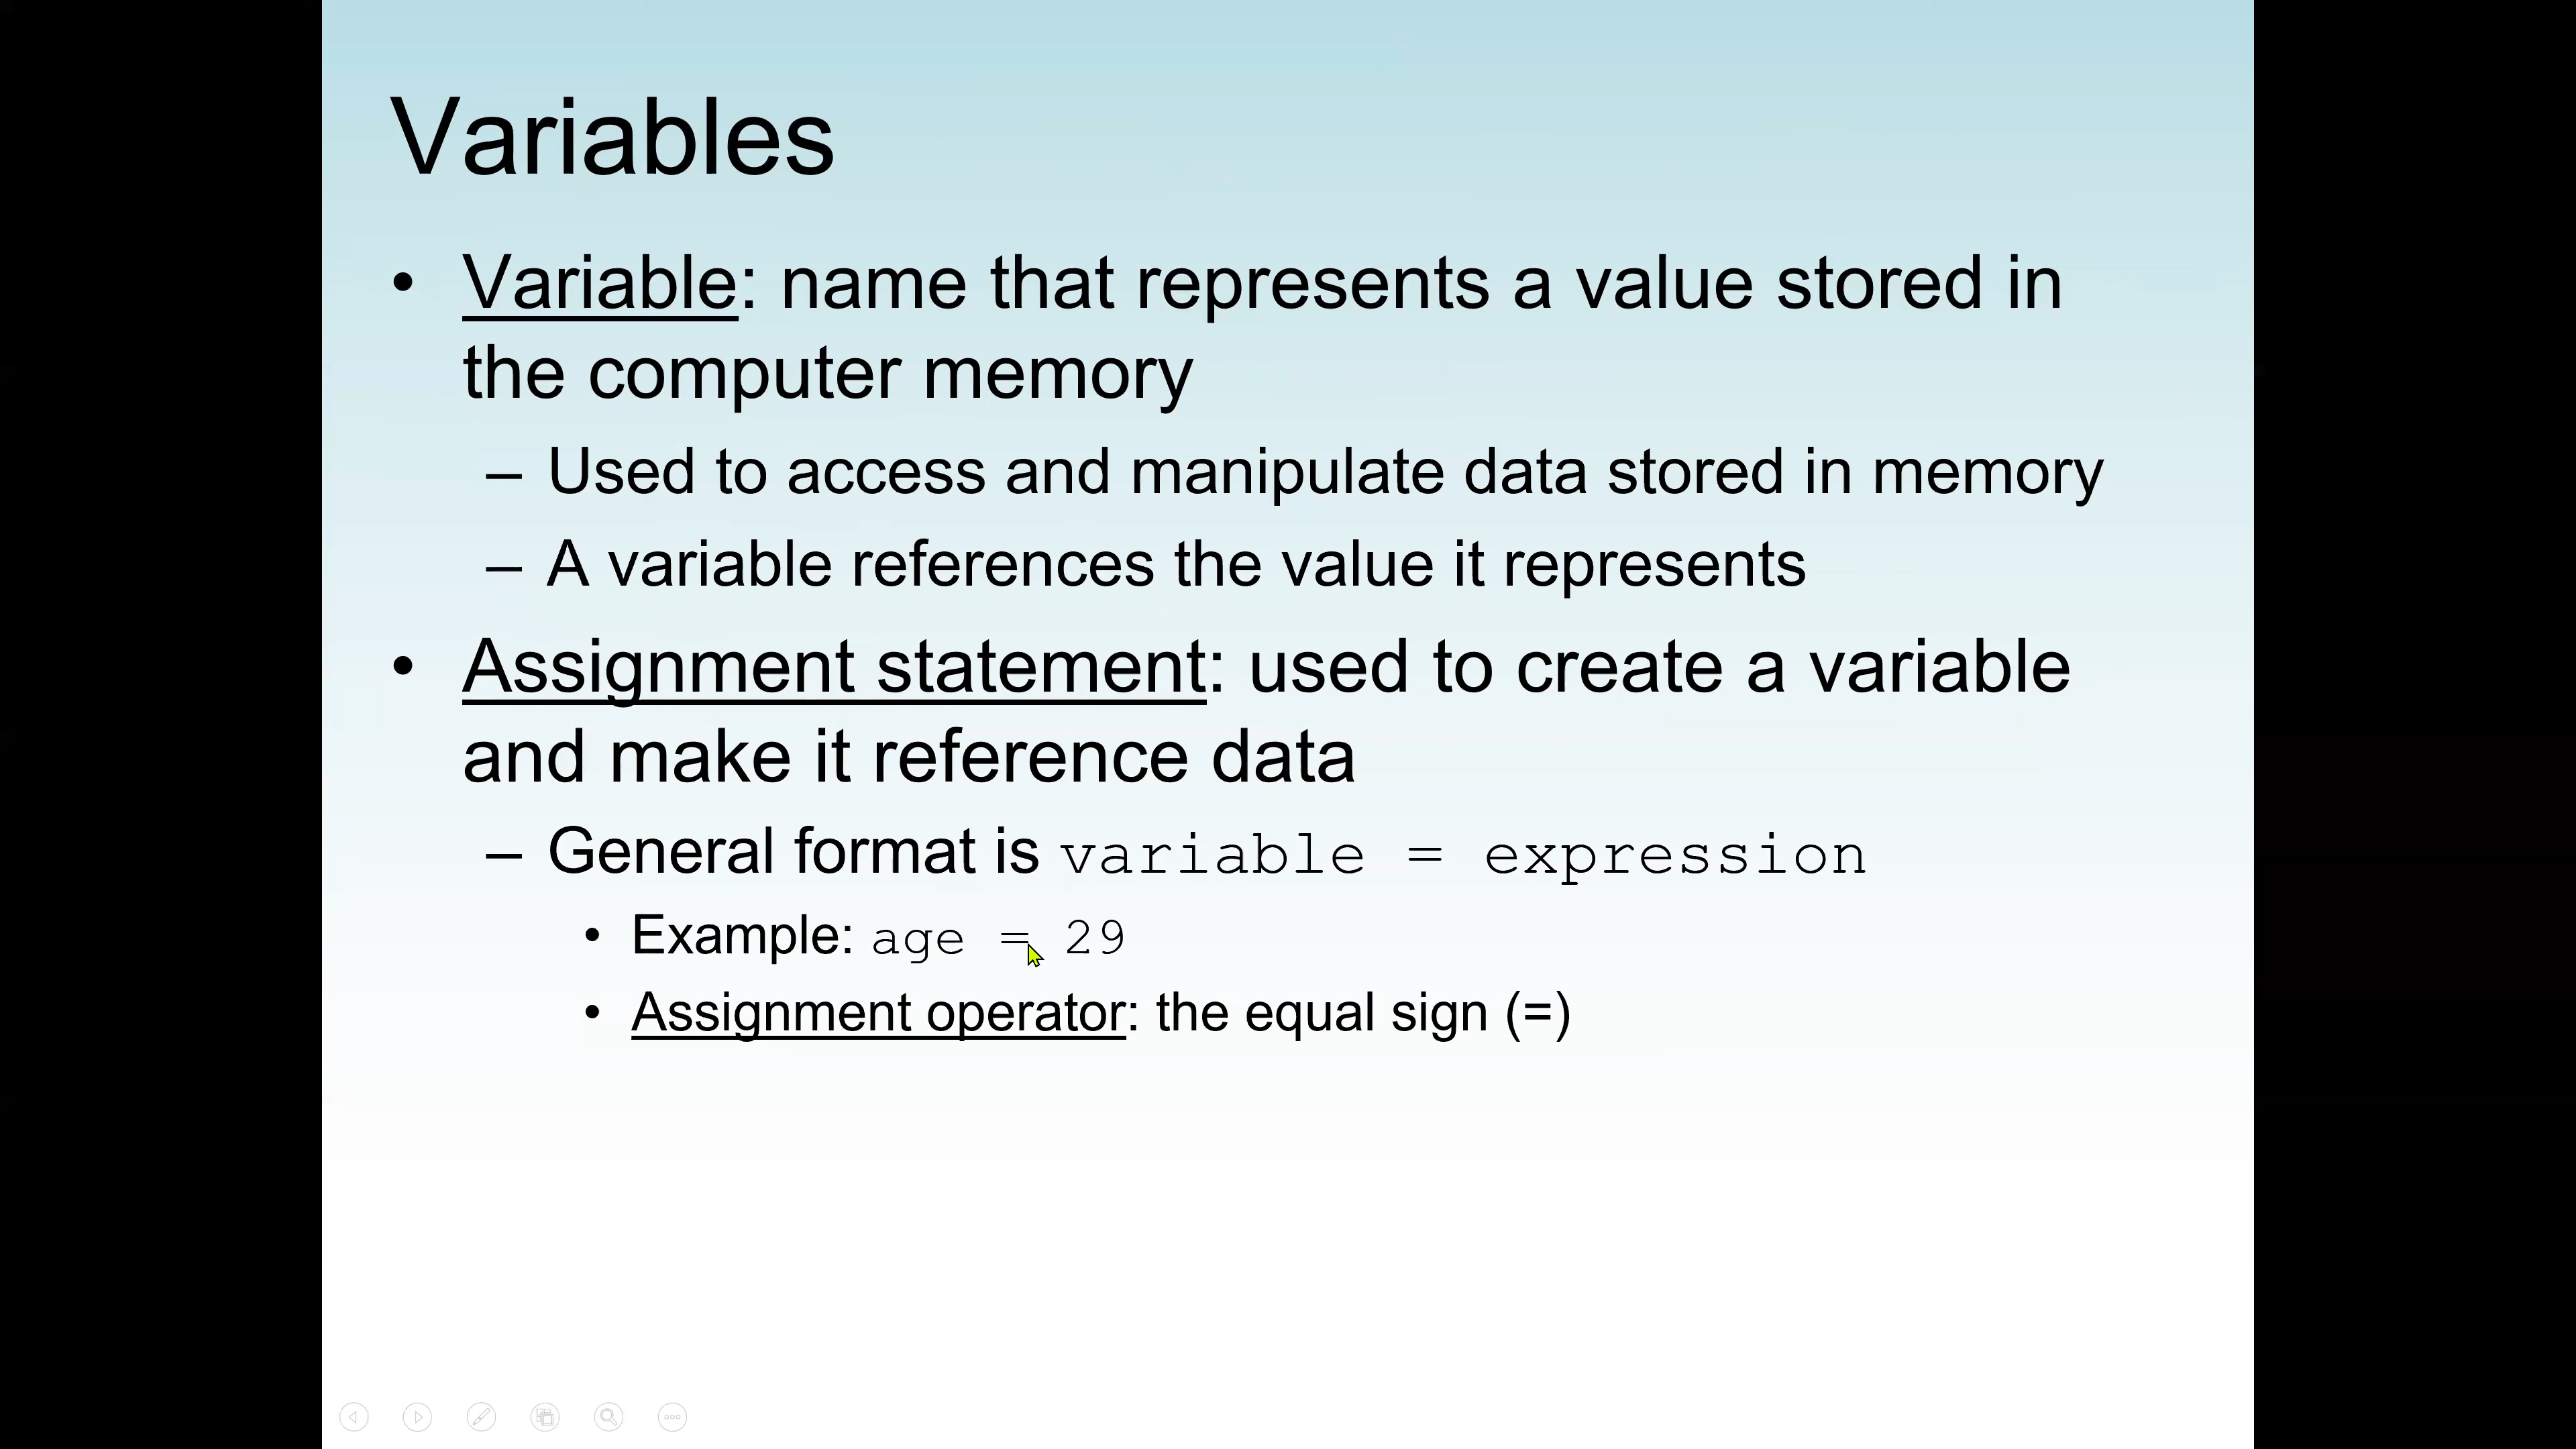 Variables
• Variable: name that represents a value stored in
the computer memory
– Used to access and manipulate data stored in memory
– A variable references the value it represents
• Assignment statement: used to create a variable
and make it reference data
– General format is variable = expression
• Example: age = 29
• Assignment operator: the equal sign (=)